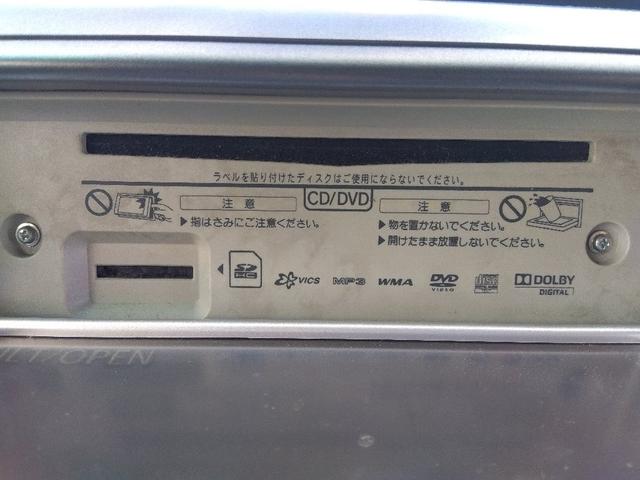 ラベルを貼り付けたディスクはご使用にならないでください。
CD/DVD
注 意
▶指はさみにご注意ください。
注 意
▶物を置かないでください。
▶開けたまま放置しないでください。
SD
VICS
MP3
WMA
DVD
VIDEO
DOLBY
DIGITAL
/OPEN